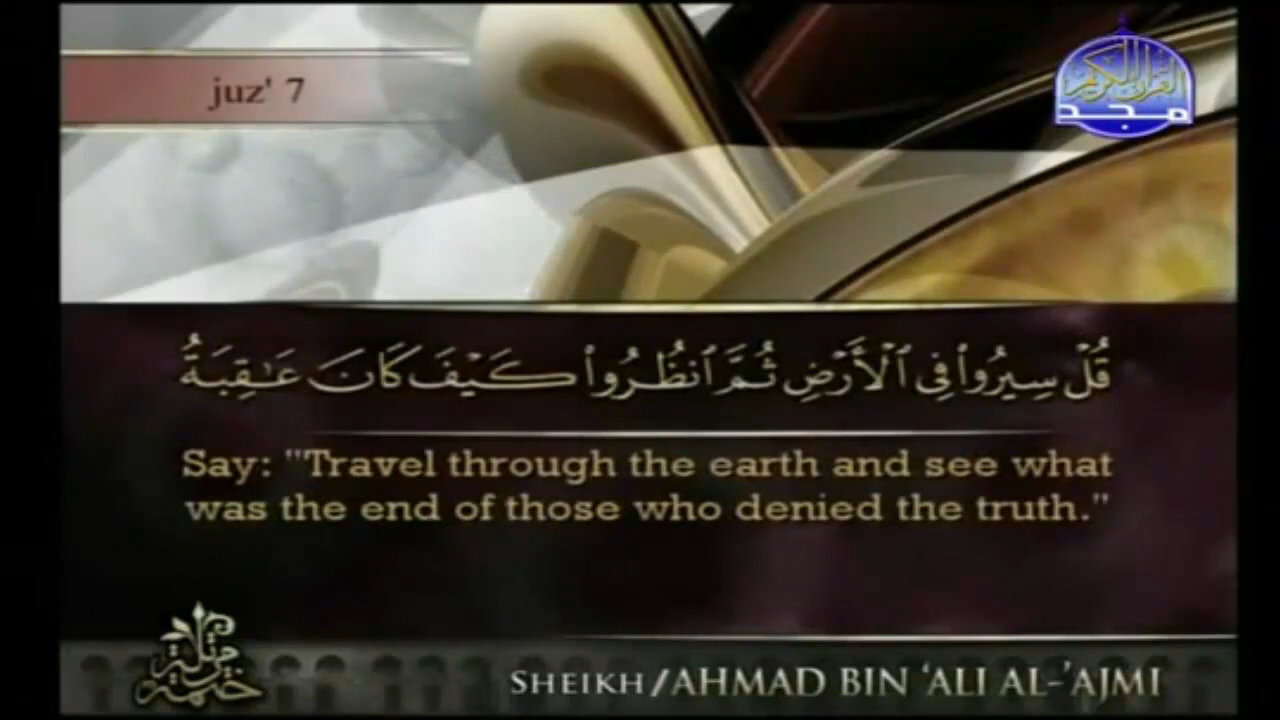 juz' 7
القرآن الكريم
مجد
قُلْ سِيرُوا۟ فِى ٱلْأَرْضِ ثُمَّ ٱنظُرُوا۟ كَيْفَ كَانَ عَـٰقِبَةُ
Say: "Travel through the earth and see what
was the end of those who denied the truth."
ختمة مرتلة
SHEIKH/AHMAD BIN 'ALI AL-'AJMI